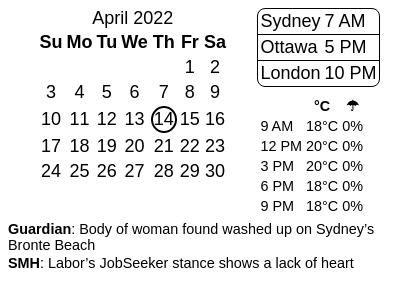 April 2022
Su Mo Tu We Th Fr Sa
1 2
3 4 5 6 7 8 9
10 11 12 13 14 15 16
17 18 19 20 21 22 23
24 25 26 27 28 29 30
Sydney 7 AM
Ottawa 5 PM
London 10 PM
°C ☂
9 AM 18°C 0%
12 PM 20°C 0%
3 PM 20°C 0%
6 PM 18°C 0%
9 PM 18°C 0%
Guardian: Body of woman found washed up on Sydney’s
Bronte Beach
SMH: Labor’s JobSeeker stance shows a lack of heart